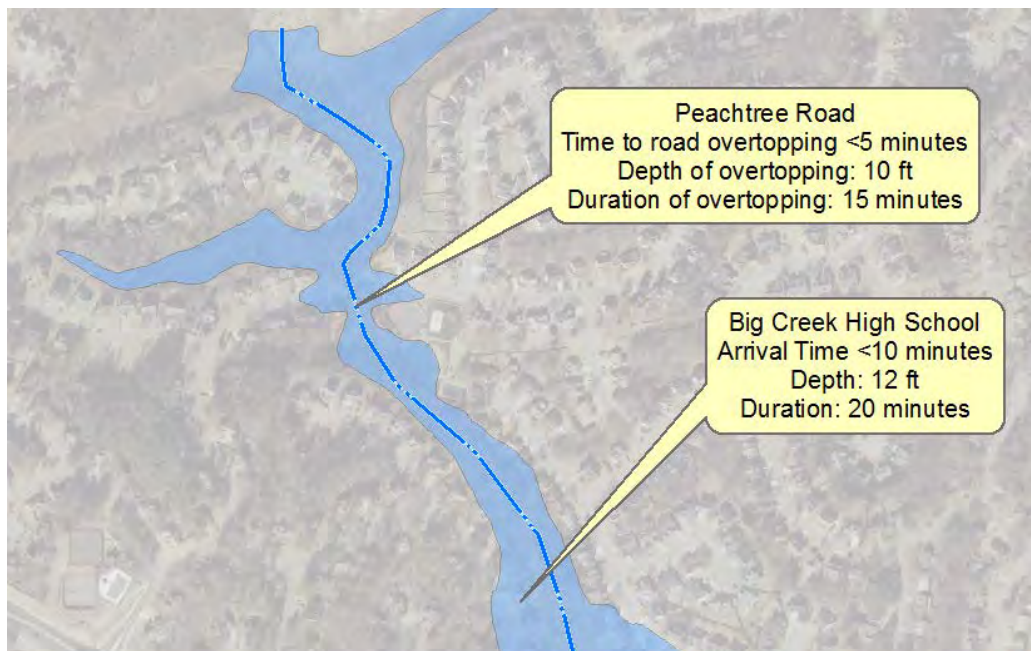 Peachtree Road
Time to road overtopping <5 minutes
Depth of overtopping: 10 ft
Duration of overtopping: 15 minutes
Big Creek High School
Arrival Time <10 minutes
Depth: 12 ft
Duration: 20 minutes